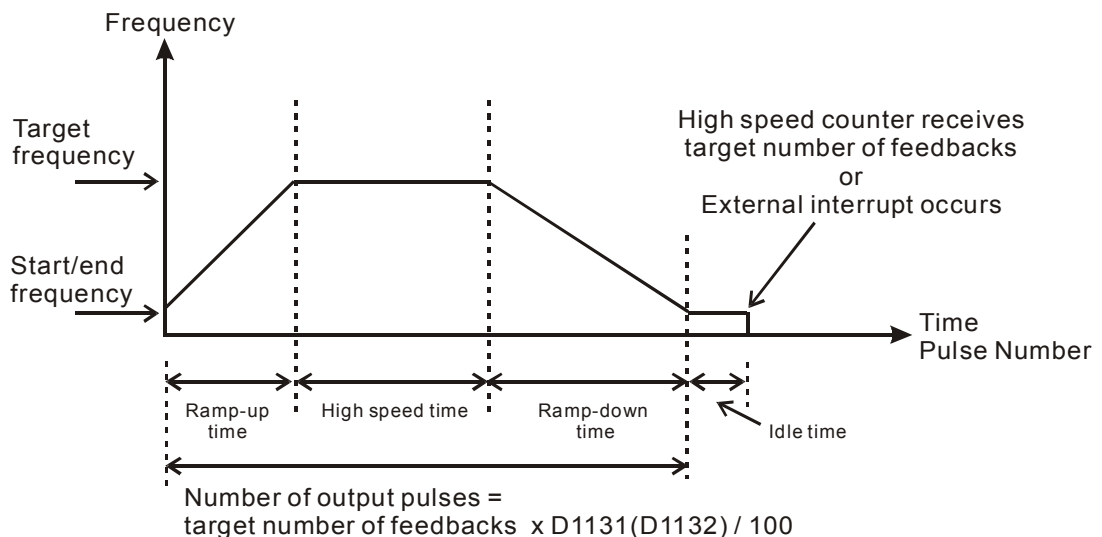 Frequency
Target
frequency
High speed counter receives
target number of feedbacks
or
External interrupt occurs
Start/end
frequency
Time
Pulse Number
Ramp-up
time
High speed time
Ramp-down
time
Idle time
Number of output pulses =
target number of feedbacks x D1131(D1132) / 100